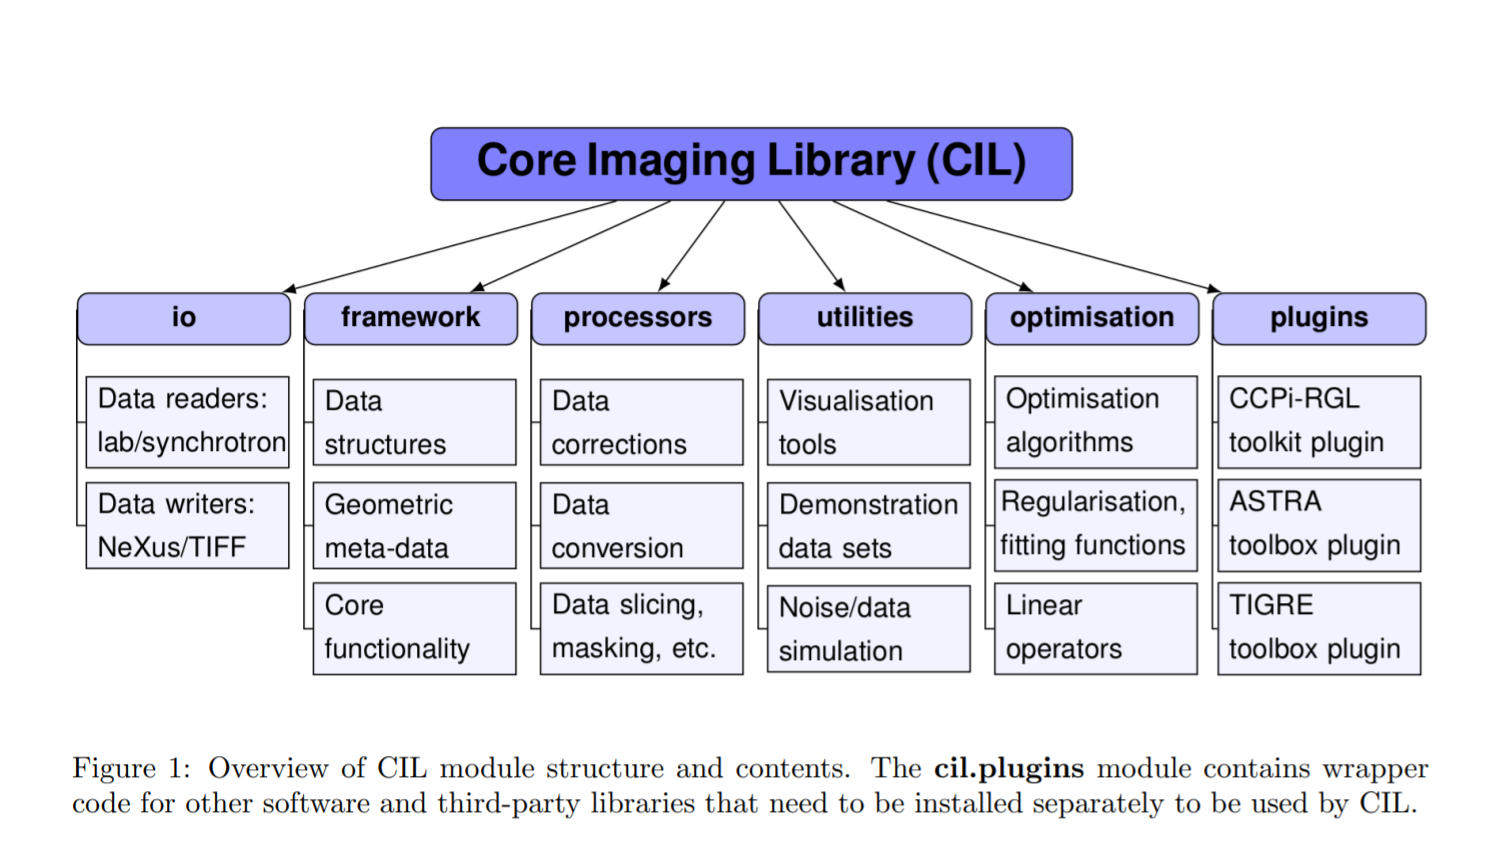 Core Imaging Library (CIL)
io
framework
processors
utilities
optimisation
plugins
Data readers:
lab/synchrotron
Data writers:
NeXus/TIFF
Data
structures
Geometric
meta-data
Core
functionality
Data
corrections
Data
conversion
Data slicing,
masking, etc.
Visualisation
tools
Demonstration
data sets
Noise/data
simulation
Optimisation
algorithms
Regularisation,
fitting functions
Linear
operators
CCPi-RGL
toolkit plugin
ASTRA
toolbox plugin
TIGRE
toolbox plugin
Figure 1: Overview of CIL module structure and contents. The cil.plugins module contains wrapper
code for other software and third-party libraries that need to be installed separately to be used by CIL.